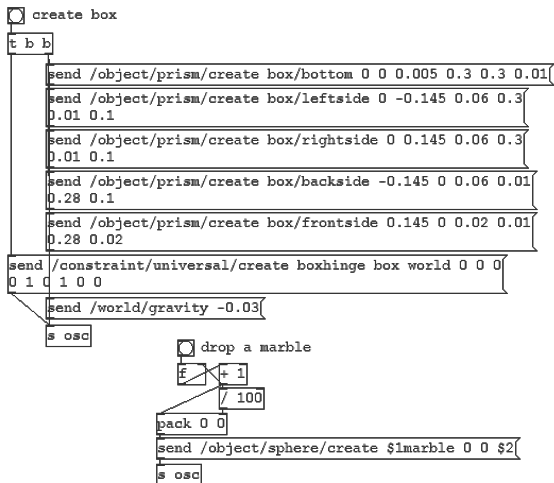 create box
t b b
send /object/prism/create box/bottom 0 0 0.005 0.3 0.3 0.01
send /object/prism/create box/leftside 0 -0.145 0.06 0.3
0.01 0.1
send /object/prism/create box/rightside 0 0.145 0.06 0.3
0.01 0.1
send /object/prism/create box/backside -0.145 0 0.06 0.01
0.28 0.1
send /object/prism/create box/frontside 0.145 0 0.02 0.01
0.28 0.02
send /constraint/universal/create boxhinge box world 0 0 0
0 1 0 1 0 0
send /world/gravity -0.03
s osc
drop a marble
f + 1
/ 100
pack 0 0
send /object/sphere/create $1marble 0 0 $2
s osc